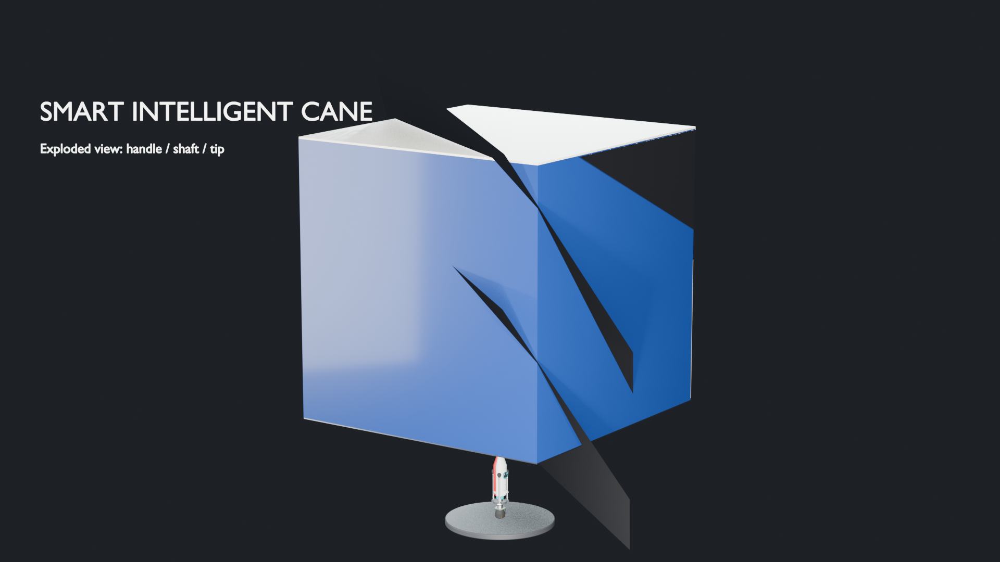 SMART INTELLIGENT CANE
Exploded view: handle / shaft / tip